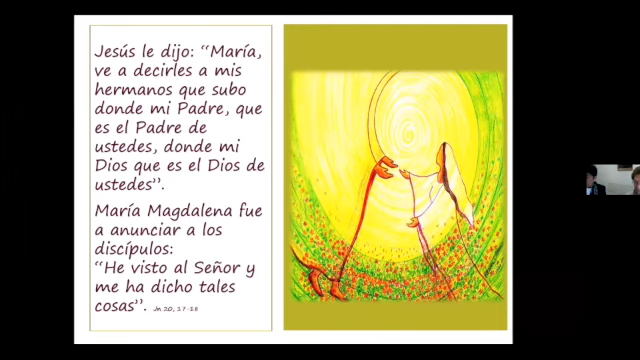 Jesús le dijo: “María,
ve a decirles a mis
hermanos que subo
donde mi Padre, que
es el Padre de
ustedes, donde mi
Dios que es el Dios de
ustedes”.
María Magdalena fue
a anunciar a los
discípulos:
“He visto al Señor y
me ha dicho tales
cosas”. Jn 20, 17-18